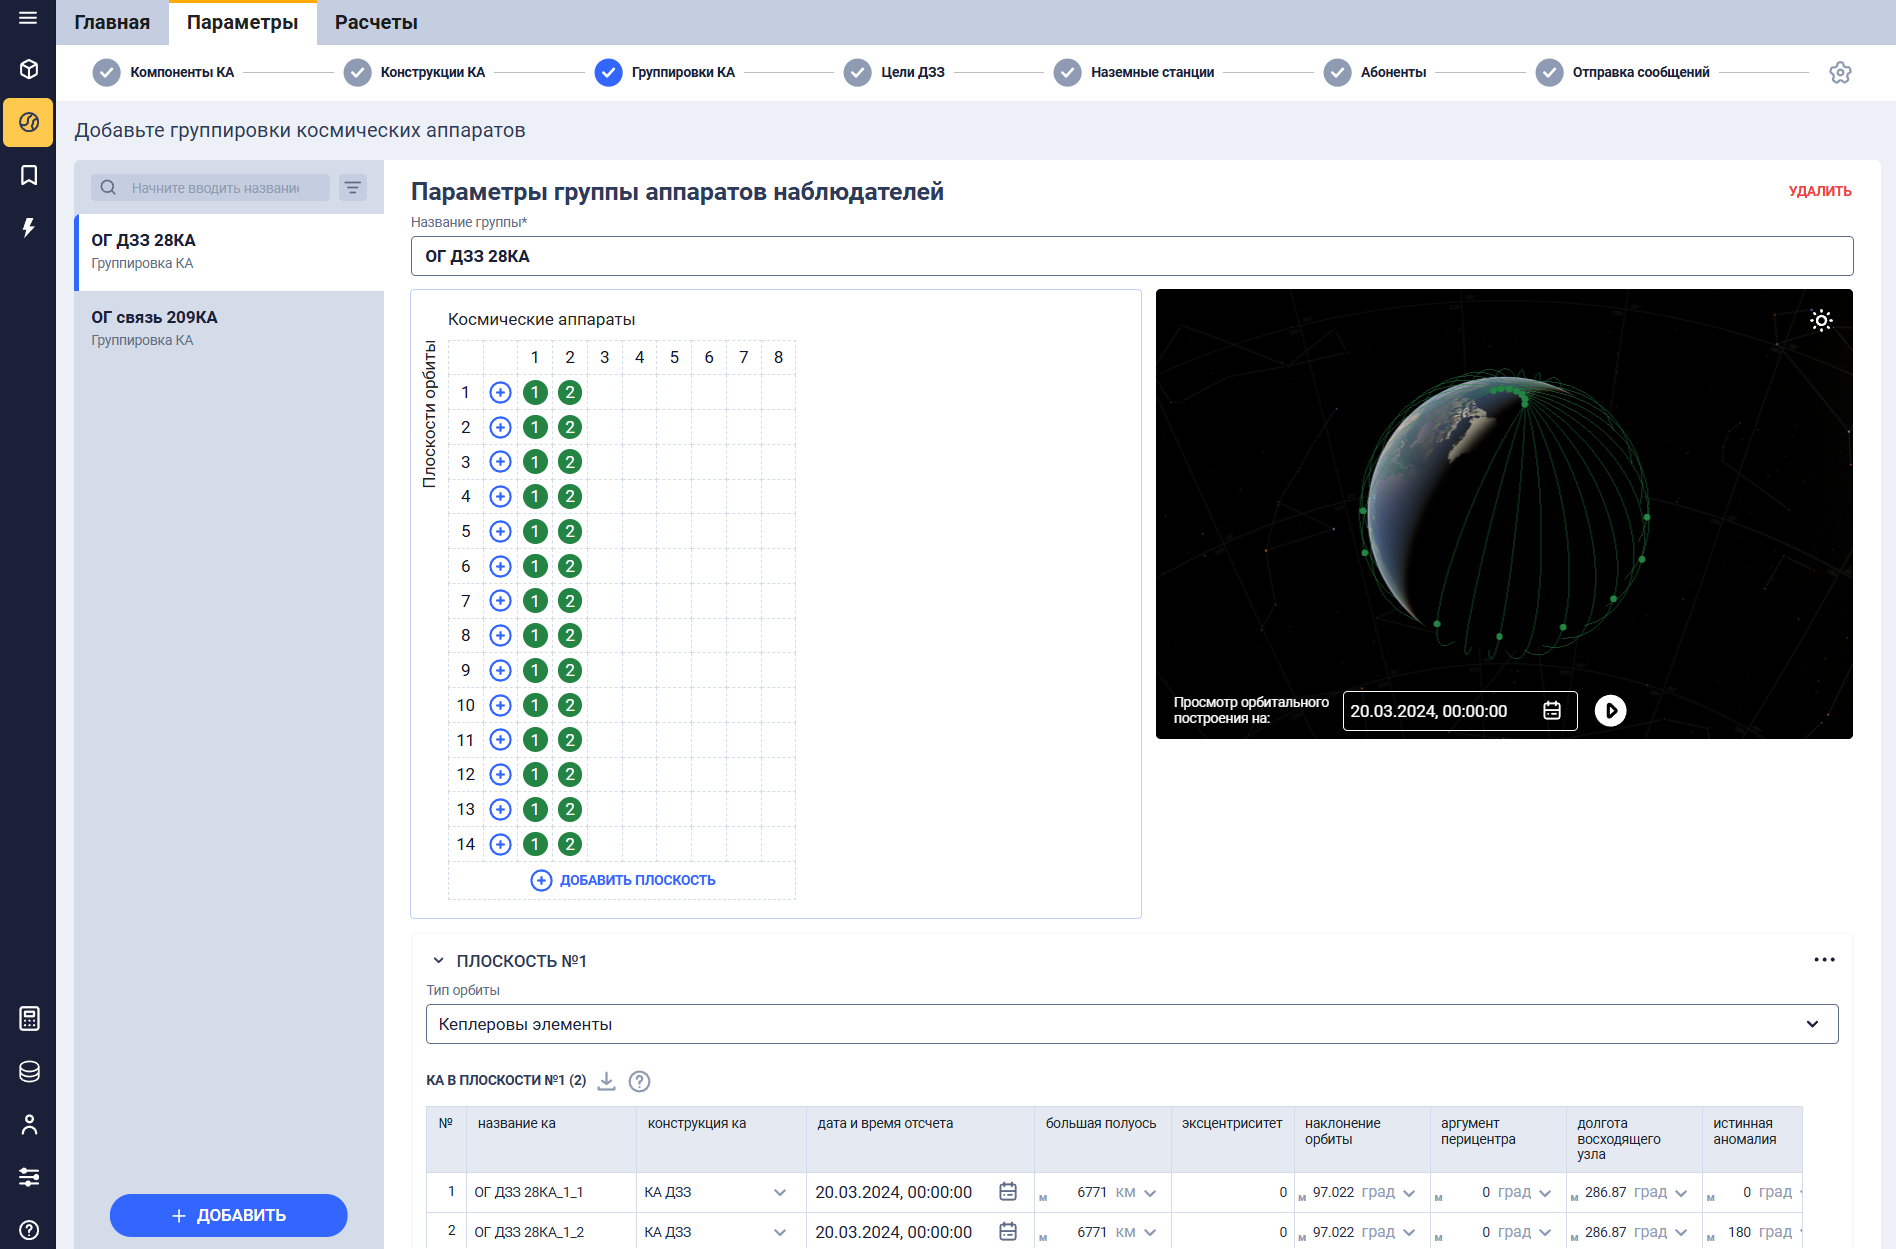 Главная
Параметры
Расчеты
Компоненты КА
Конструкции КА
Группировки КА
Цели ДЗЗ
Наземные станции
Абоненты
Отправка сообщений
Добавьте группировки космических аппаратов
Начните вводить название
ОГ ДЗЗ 28КА
Группировка КА
ОГ связь 209КА
Группировка КА
+ ДОБАВИТЬ
Параметры группы аппаратов наблюдателей
УДАЛИТЬ
Название группы*
ОГ ДЗЗ 28КА
Космические аппараты
Плоскости орбиты
1 2 3 4 5 6 7 8
1 1 2
2 1 2
3 1 2
4 1 2
5 1 2
6 1 2
7 1 2
8 1 2
9 1 2
10 1 2
11 1 2
12 1 2
13 1 2
14 1 2
ДОБАВИТЬ ПЛОСКОСТЬ
Просмотр орбитального
построения на:
20.03.2024, 00:00:00
ПЛОСКОСТЬ №1
Тип орбиты
Кеплеровы элементы
КА В ПЛОСКОСТИ №1 (2)
№ название ка конструкция ка дата и время отсчета большая полуось эксцентриситет наклонение орбиты аргумент перицентра долгота восходящего узла истинная аномалия
1 ОГ ДЗЗ 28КА_1_1 КА ДЗЗ 20.03.2024, 00:00:00 м 6771 км 0 м 97.022 град м 0 град м 286.87 град м 0 град
2 ОГ ДЗЗ 28КА_1_2 КА ДЗЗ 20.03.2024, 00:00:00 м 6771 км 0 м 97.022 град м 0 град м 286.87 град м 180 град